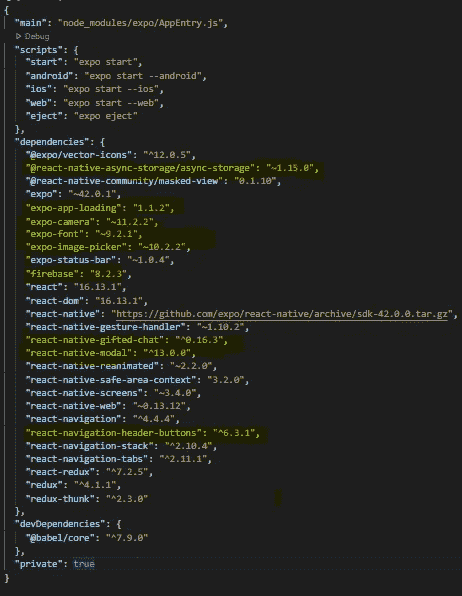 {
"main": "node_modules/expo/AppEntry.js",
Debug
"scripts": {
"start": "expo start",
"android": "expo start --android",
"ios": "expo start --ios",
"web": "expo start --web",
"eject": "expo eject"
},
"dependencies": {
"@expo/vector-icons": "^12.0.5",
"@react-native-async-storage/async-storage": "~1.15.0",
"@react-native-community/masked-view": "0.1.10",
"expo": "~42.0.1",
"expo-app-loading": "1.1.2",
"expo-camera": "~11.2.2",
"expo-font": "~9.2.1",
"expo-image-picker": "~10.2.2",
"expo-status-bar": "~1.0.4",
"firebase": "8.2.3",
"react": "16.13.1",
"react-dom": "16.13.1",
"react-native": "https://github.com/expo/react-native/archive/sdk-42.0.0.tar.gz",
"react-native-gesture-handler": "~1.10.2",
"react-native-gifted-chat": "^0.16.3",
"react-native-modal": "^13.0.0",
"react-native-reanimated": "~2.2.0",
"react-native-safe-area-context": "3.2.0",
"react-native-screens": "~3.4.0",
"react-native-web": "~0.13.12",
"react-navigation": "^4.4.4",
"react-navigation-header-buttons": "^6.3.1",
"react-navigation-stack": "^2.10.4",
"react-navigation-tabs": "^2.11.1",
"react-redux": "^7.2.5",
"redux": "^4.1.1",
"redux-thunk": "^2.3.0"
},
"devDependencies": {
"@babel/core": "^7.9.0"
},
"private": true
}